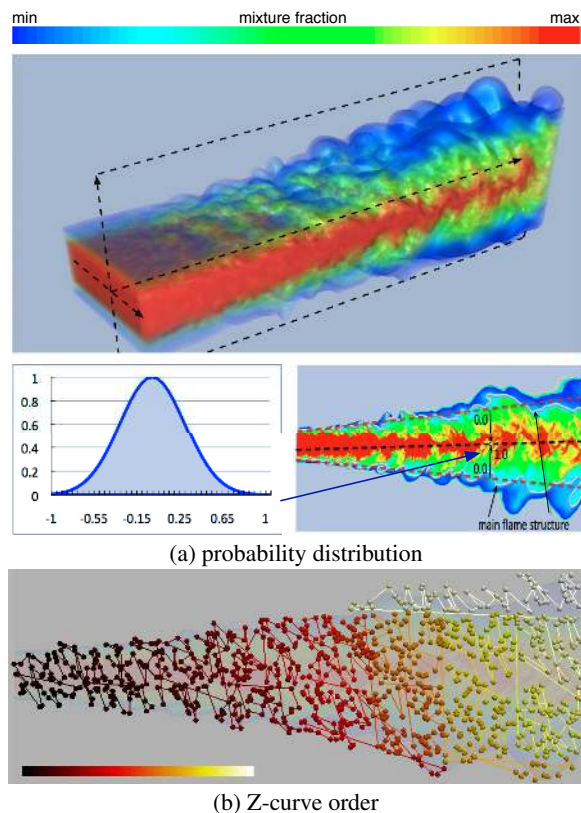 min mixture fraction max
1
0.8
0.6
0.4
0.2
0
-1 -0.55 -0.15 0.25 0.65 1
0.0
1.0
0.0
main flame structure
(a) probability distribution
(b) Z-curve order